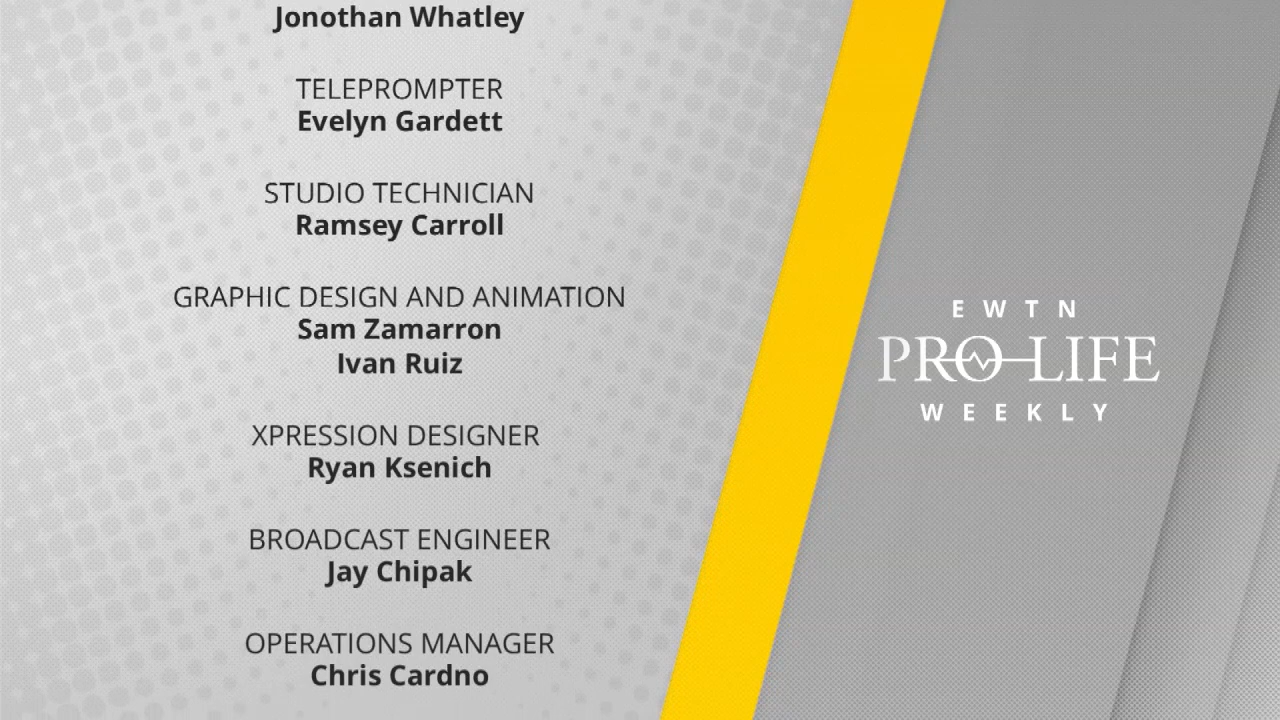 Jonothan Whatley
TELEPROMPTER
Evelyn Gardett
STUDIO TECHNICIAN
Ramsey Carroll
GRAPHIC DESIGN AND ANIMATION
Sam Zamarron
Ivan Ruiz
XPRESSION DESIGNER
Ryan Ksenich
BROADCAST ENGINEER
Jay Chipak
OPERATIONS MANAGER
Chris Cardno
EWTN
PRO-LIFE
WEEKLY